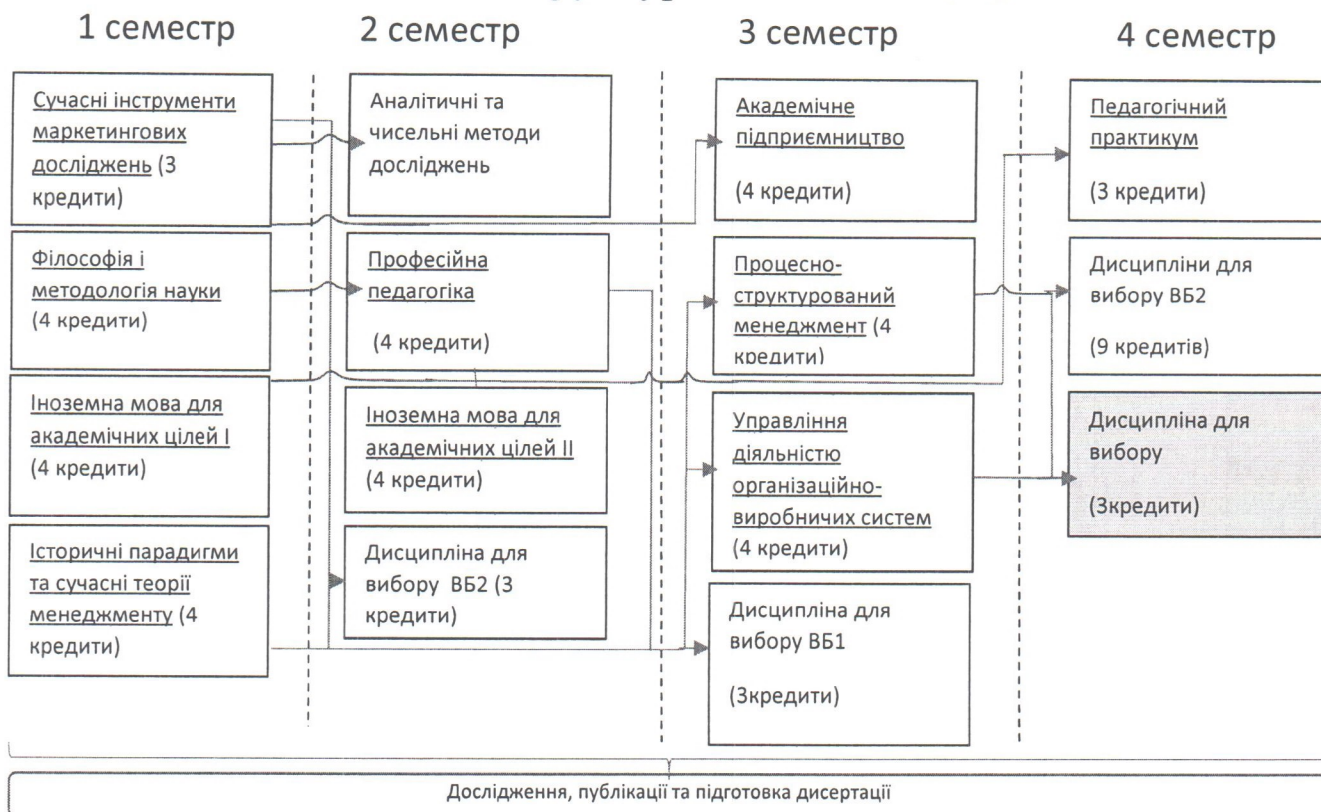 1 семестр
2 семестр
3 семестр
4 семестр
Сучасні інструменти
маркетингових
досліджень (3
кредити)
Філософія і
методологія науки
(4 кредити)
Іноземна мова для
академічних цілей І
(4 кредити)
Історичні парадигми
та сучасні теорії
менеджменту (4
кредити)
Аналітичні та
чисельні методи
досліджень
Професійна
педагогіка
(4 кредити)
Іноземна мова для
академічних цілей ІІ
(4 кредити)
Дисципліна для
вибору ВБ2 (3
кредити)
Академічне
підприємництво
(4 кредити)
Процесно-
структурований
менеджмент (4
кредити)
Управління
діяльністю
організаційно-
виробничих систем
(4 кредити)
Дисципліна для
вибору ВБ1
(3кредити)
Педагогічний
практикум
(3 кредити)
Дисципліни для
вибору ВБ2
(9 кредитів)
Дисципліна для
вибору
(3кредити)
Дослідження, публікації та підготовка дисертації